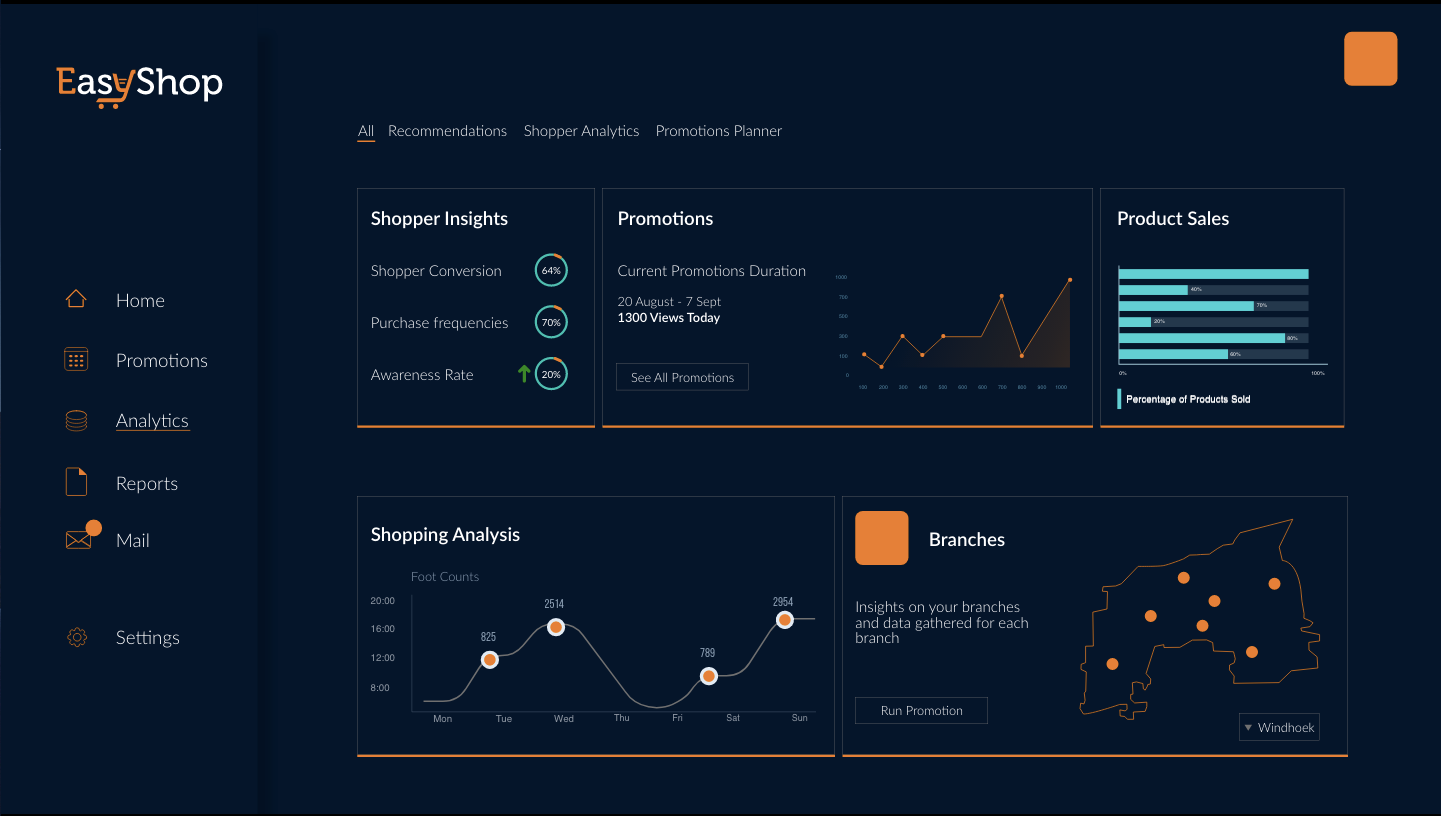 EasyShop
All Recommendations Shopper Analytics Promotions Planner
Home
Promotions
Analytics
Reports
Mail
Settings
Shopper Insights
Shopper Conversion 64%
Purchase frequencies 70%
Awareness Rate 20%
Promotions
Current Promotions Duration
20 August - 7 Sept
1300 Views Today
See All Promotions
1000
700
500
300
100
0
100 200 300 400 500 600 600 700 800 900 1000
Product Sales
40%
70%
20%
80%
60%
0% 100%
Percentage of Products Sold
Shopping Analysis
Foot Counts
20:00
16:00
12:00
8:00
825
2514
789
2954
Mon Tue Wed Thu Fri Sat Sun
Branches
Insights on your branches
and data gathered for each
branch
Run Promotion
Windhoek